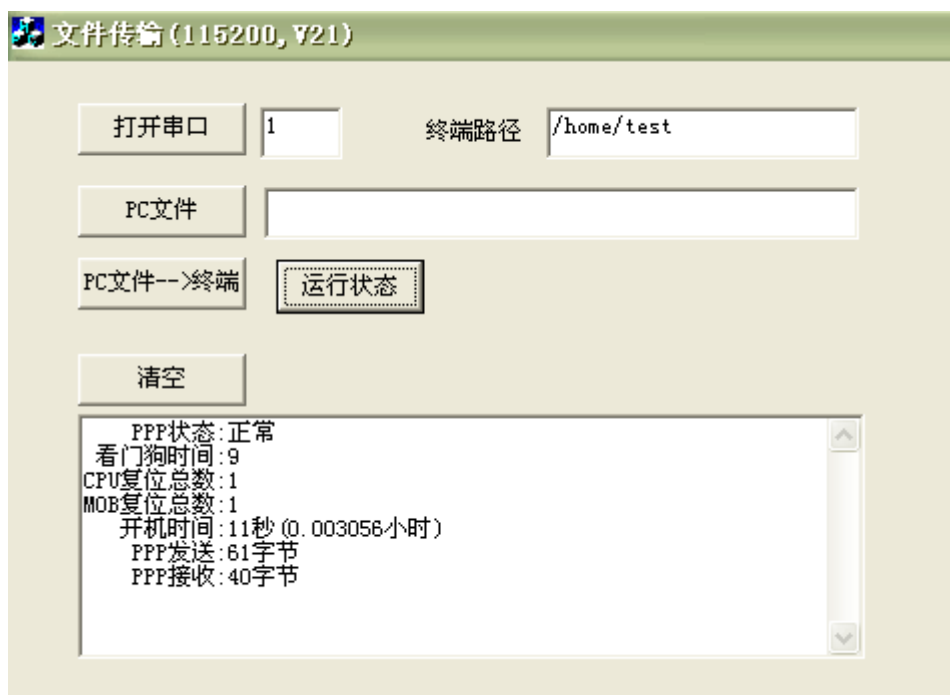 文件传输(115200,V21)
打开串口 1 终端路径 /home/test
PC文件
PC文件-->终端 运行状态
清空
PPP状态:正常
看门狗时间:9
CPU复位总数:1
MOB复位总数:1
开机时间:11秒(0.003056小时)
PPP发送:61字节
PPP接收:40字节